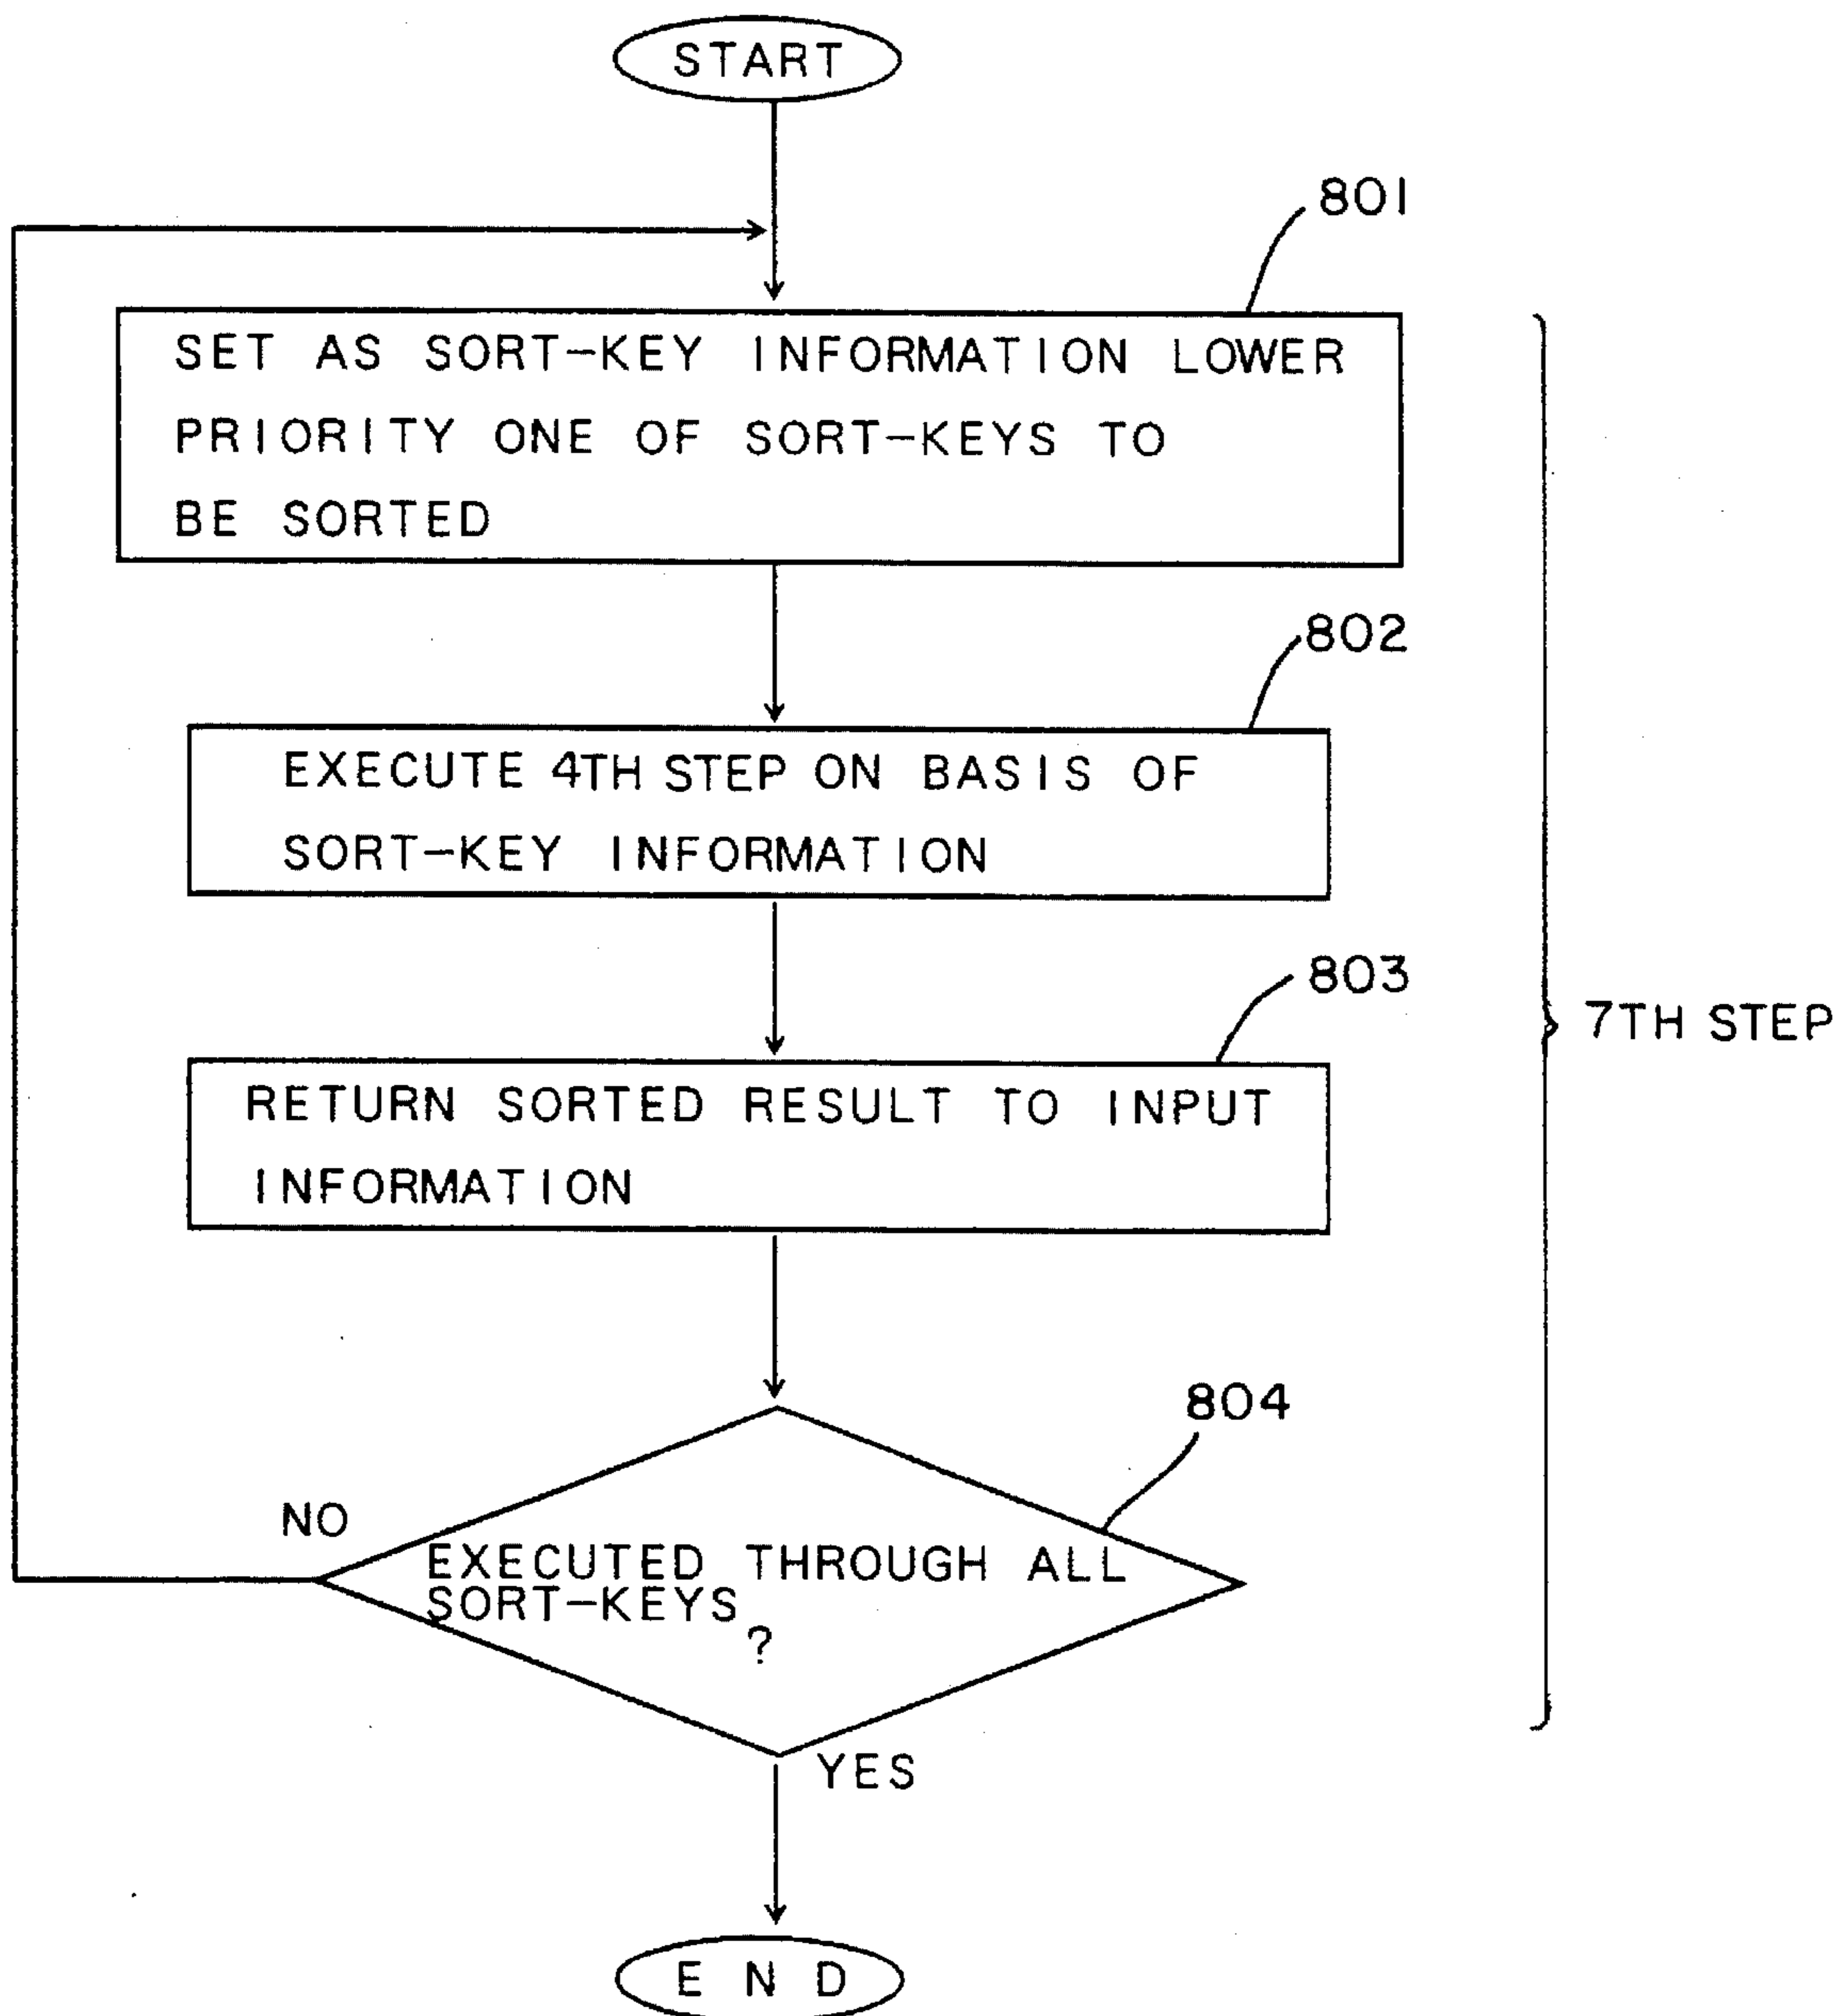 START
801
SET AS SORT-KEY INFORMATION LOWER
PRIORITY ONE OF SORT-KEYS TO
BE SORTED
802
EXECUTE 4TH STEP ON BASIS OF
SORT-KEY INFORMATION
803
RETURN SORTED RESULT TO INPUT
INFORMATION
7TH STEP
804
NO
EXECUTED THROUGH ALL
SORT-KEYS
?
YES
END